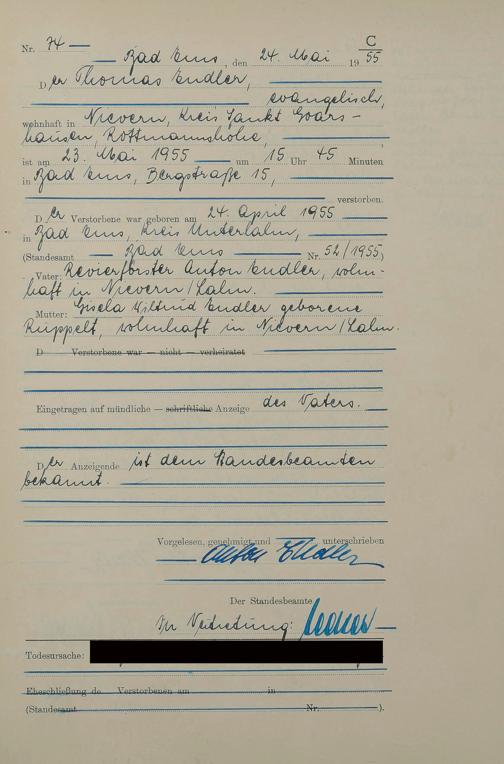 C
Nr. 74
Bad Ems, den 24. Mai 1955
Der Thomas Endler,
evangelisch,
wohnhaft in Nievern, Kreis Sankt Goars-
hausen, Rottmannshöhe,
ist am 23. Mai 1955 um 15 Uhr 45 Minuten
in Bad Ems, Bergstraße 15,
verstorben.
Der Verstorbene war geboren am 24. April 1955
in Bad Ems, Kreis Unterlahn,
(Standesamt Bad Ems Nr. 52/1955)
Vater: Revierförster Anton Endler, wohn-
haft in Nievern/Lahn.
Mutter: Gisela Wiltrud Endler geborene
Ruppelt, wohnhaft in Nievern/Lahn.
D Verstorbene war — nicht — verheiratet
Eingetragen auf mündliche — schriftliche Anzeige des Vaters.
Der Anzeigende ist dem Standesbeamten
bekannt.
Vorgelesen, genehmigt und unterschrieben
Anton Endler
Der Standesbeamte
In Vertretung:
Todesursache:
Eheschließung de Verstorbenen am in
(Standesamt Nr. ).